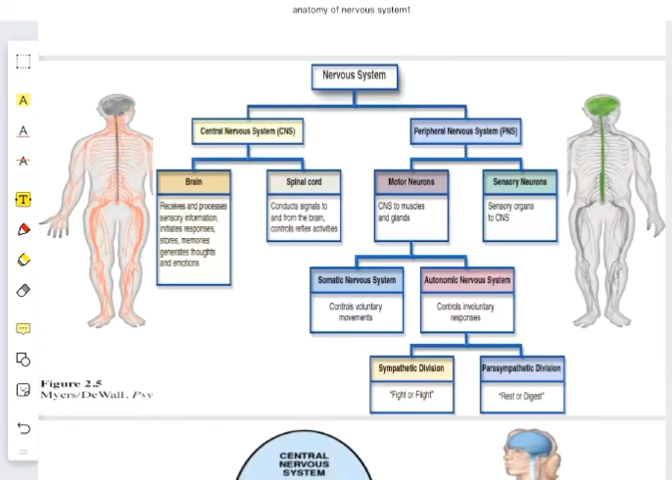 anatomy of nervous system1
Nervous System
Central Nervous System (CNS)
Peripheral Nervous System (PNS)
Brain
Receives and processes
sensory information,
initiates responses,
stores, memories
generates thoughts
and emotions
Spinal cord
Conducts signals to
and from the brain,
controls reflex activities
Motor Neurons
CNS to muscles
and glands
Sensory Neurons
Sensory organs
to CNS
Somatic Nervous System
Controls voluntary
movements
Autonomic Nervous System
Controls involuntary
responses
Sympathetic Division
"Fight or Flight"
Parasympathetic Division
"Rest or Digest"
A
A
A
T
Figure 2.5
Myers/DeWall, Psy
CENTRAL
NERVOUS
SYSTEM